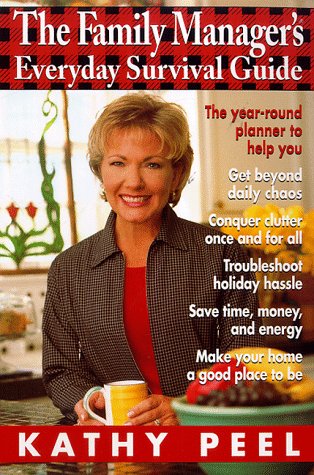 The Family Manager's
Everyday Survival Guide
The year-round
planner to
help you
Get beyond
daily chaos
Conquer clutter
once and for all
Troubleshoot
holiday hassle
Save time, money,
and energy
Make your home
a good place to be
KATHY PEEL